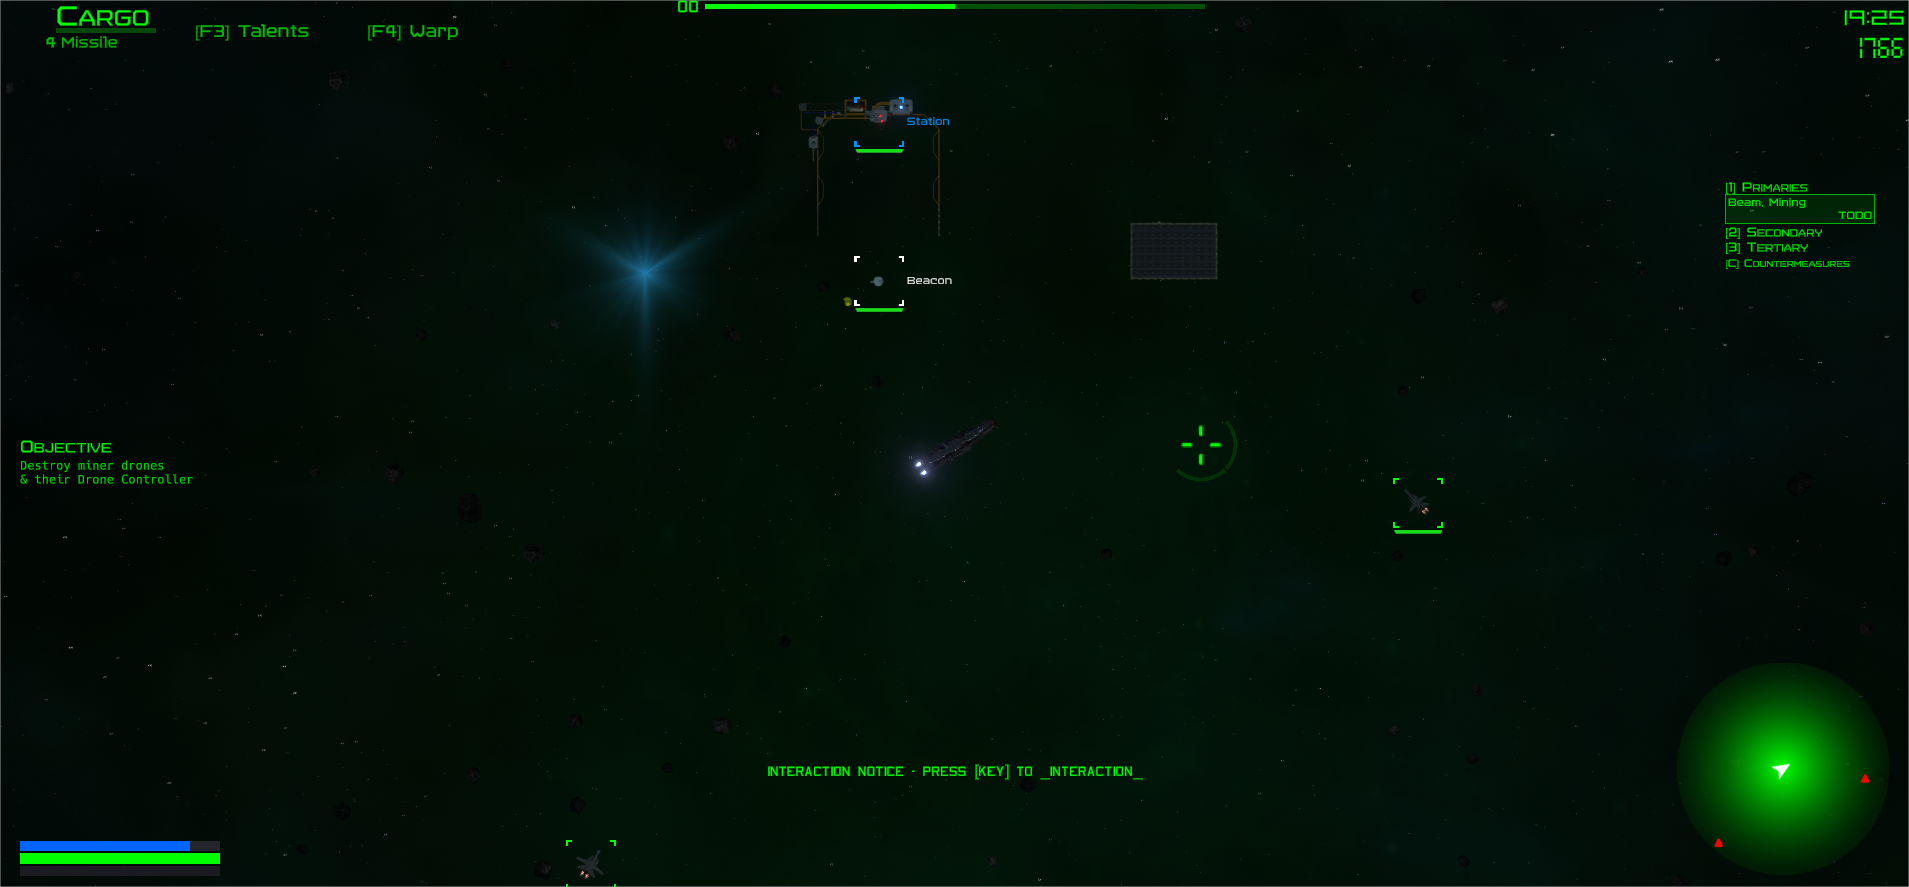 CARGO
4 Missile
[F3] Talents
[F4] Warp
00
19:25
1766
Station
[1] PRIMARIES
Beam, Mining
TODO
[2] SECONDARY
[3] TERTIARY
[C] COUNTERMEASURES
Beacon
OBJECTIVE
Destroy miner drones
& their Drone Controller
INTERACTION NOTICE - PRESS [KEY] TO _INTERACTION_